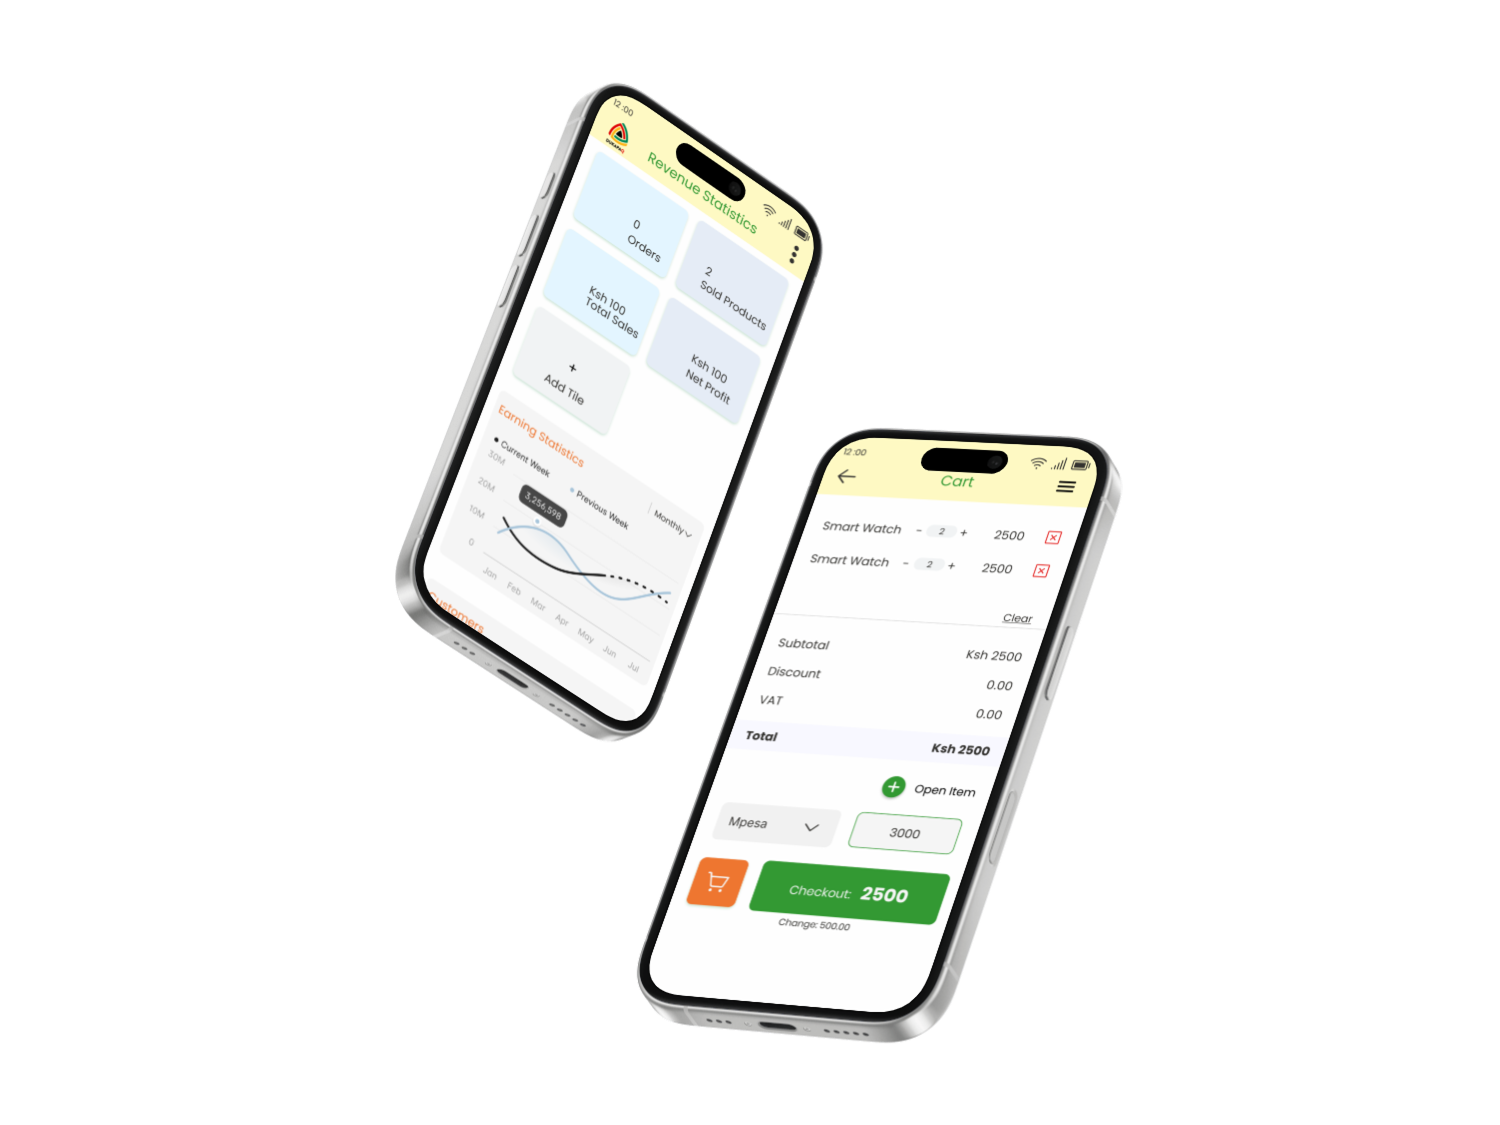 12:00
Revenue Statistics
0
Orders
2
Sold Products
Ksh 100
Total Sales
Ksh 100
Net Profit
+
Add Tile
Earning Statistics
Current Week
Previous Week
Monthly
30M
20M
10M
0
3,256,598
Jan Feb Mar Apr May Jun Jul
Customers
12:00
Cart
Smart Watch - 2 + 2500
Smart Watch - 2 + 2500
Clear
Subtotal Ksh 2500
Discount 0.00
VAT 0.00
Total Ksh 2500
Open Item
Mpesa 3000
Checkout: 2500
Change: 500.00